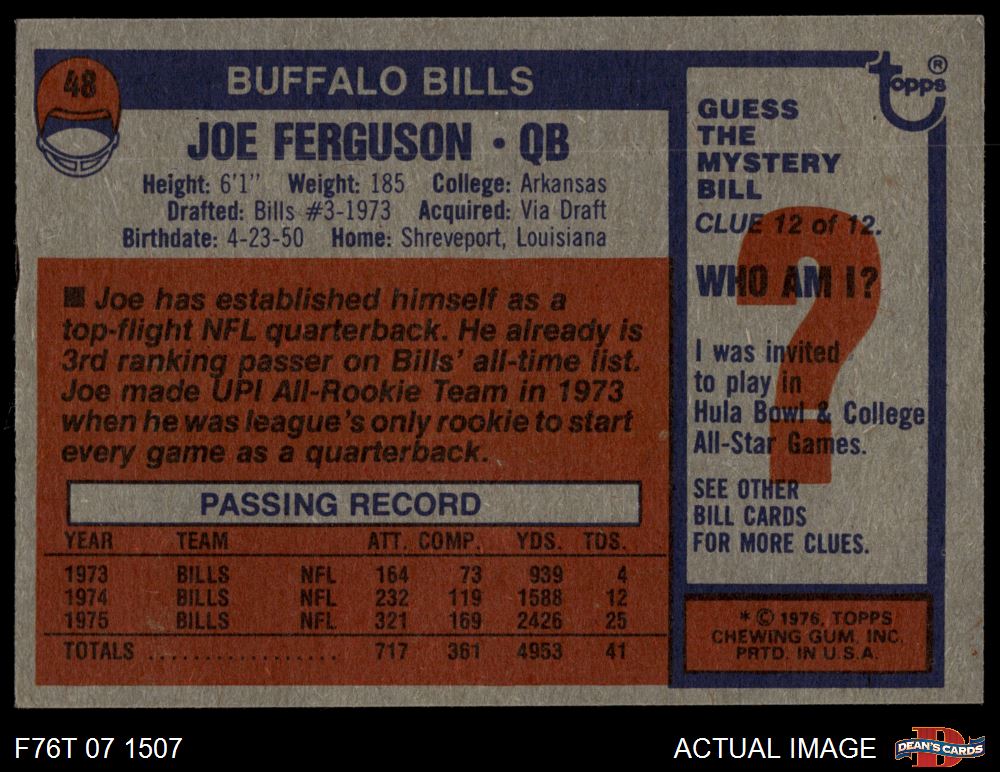 48
BUFFALO BILLS
JOE FERGUSON • QB
Height: 6'1" Weight: 185 College: Arkansas
Drafted: Bills #3-1973 Acquired: Via Draft
Birthdate: 4-23-50 Home: Shreveport, Louisiana
■ Joe has established himself as a
top-flight NFL quarterback. He already is
3rd ranking passer on Bills' all-time list.
Joe made UPI All-Rookie Team in 1973
when he was league's only rookie to start
every game as a quarterback.
PASSING RECORD
YEAR TEAM ATT. COMP. YDS. TDS.
1973 BILLS NFL 164 73 939 4
1974 BILLS NFL 232 119 1588 12
1975 BILLS NFL 321 169 2426 25
TOTALS .................. 717 361 4953 41
topps ®
GUESS
THE
MYSTERY
BILL
CLUE 12 of 12.
?
WHO AM I?
I was invited
to play in
Hula Bowl & College
All-Star Games.
SEE OTHER
BILL CARDS
FOR MORE CLUES.
* © 1976, TOPPS
CHEWING GUM, INC.
PRTD. IN U.S.A.
F76T 07 1507
ACTUAL IMAGE
D
DEAN'S CARDS